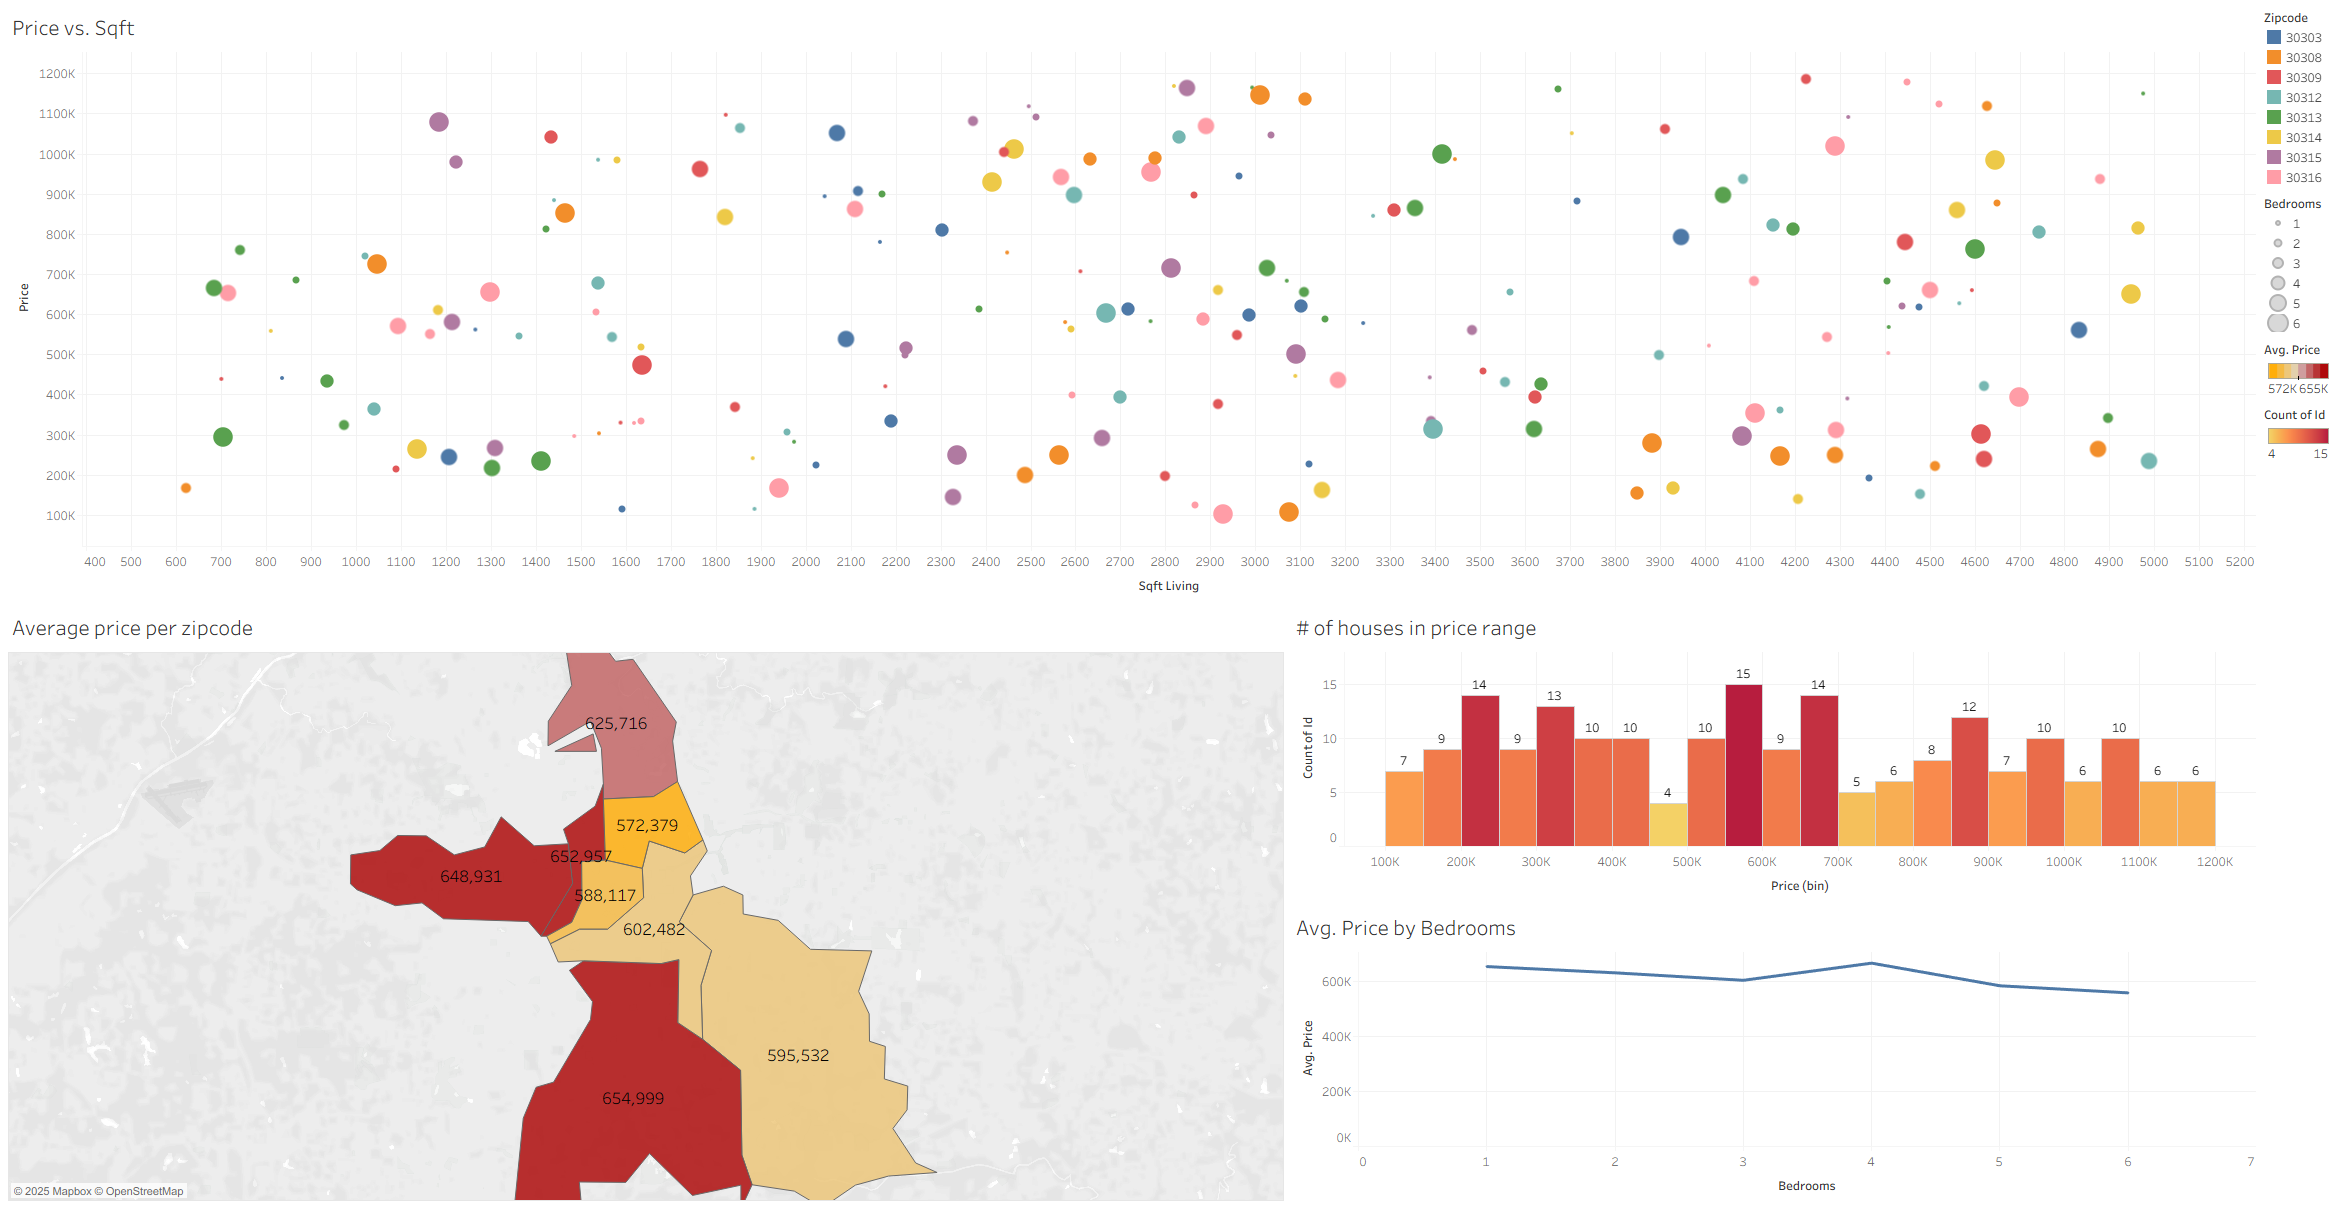 Price vs. Sqft
Zipcode
30303
30308
30309
30312
30313
30314
30315
30316
Bedrooms
1
2
3
4
5
6
Avg. Price
572K 655K
Count of Id
4 15
1200K
1100K
1000K
900K
800K
700K
600K
500K
400K
300K
200K
100K
Price
400 500 600 700 800 900 1000 1100 1200 1300 1400 1500 1600 1700 1800 1900 2000 2100 2200 2300 2400 2500 2600 2700 2800 2900 3000 3100 3200 3300 3400 3500 3600 3700 3800 3900 4000 4100 4200 4300 4400 4500 4600 4700 4800 4900 5000 5100 5200
Sqft Living
Average price per zipcode
625,716
572,379
652,957
648,931
588,117
602,482
595,532
654,999
© 2025 Mapbox © OpenStreetMap
# of houses in price range
15
10
5
0
Count of Id
7 9 14 9 13 10 10 4 10 15 9 14 5 6 8 12 7 10 6 10 6 6
100K 200K 300K 400K 500K 600K 700K 800K 900K 1000K 1100K 1200K
Price (bin)
Avg. Price by Bedrooms
600K
400K
200K
0K
Avg. Price
0 1 2 3 4 5 6 7
Bedrooms